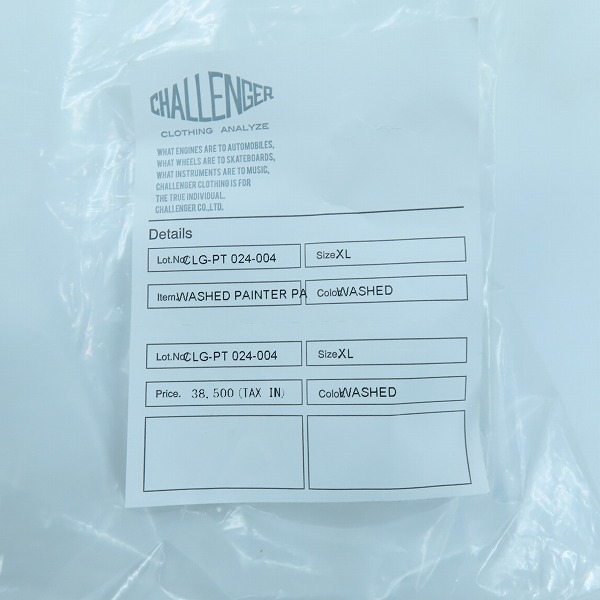 CHALLENGER
CLOTHING ANALYZE
WHAT ENGINES ARE TO AUTOMOBILES,
WHAT WHEELS ARE TO SKATEBOARDS,
WHAT INSTRUMENTS ARE TO MUSIC,
CHALLENGER CLOTHING IS FOR
THE TRUE INDIVIDUAL.
CHALLENGER CO.,LTD.
Details
Lot.No. CLG-PT 024-004 Size. XL
Item. WASHED PAINTER PA Color. WASHED
Lot.No. CLG-PT 024-004 Size. XL
Price. 38,500 (TAX IN) Color. WASHED